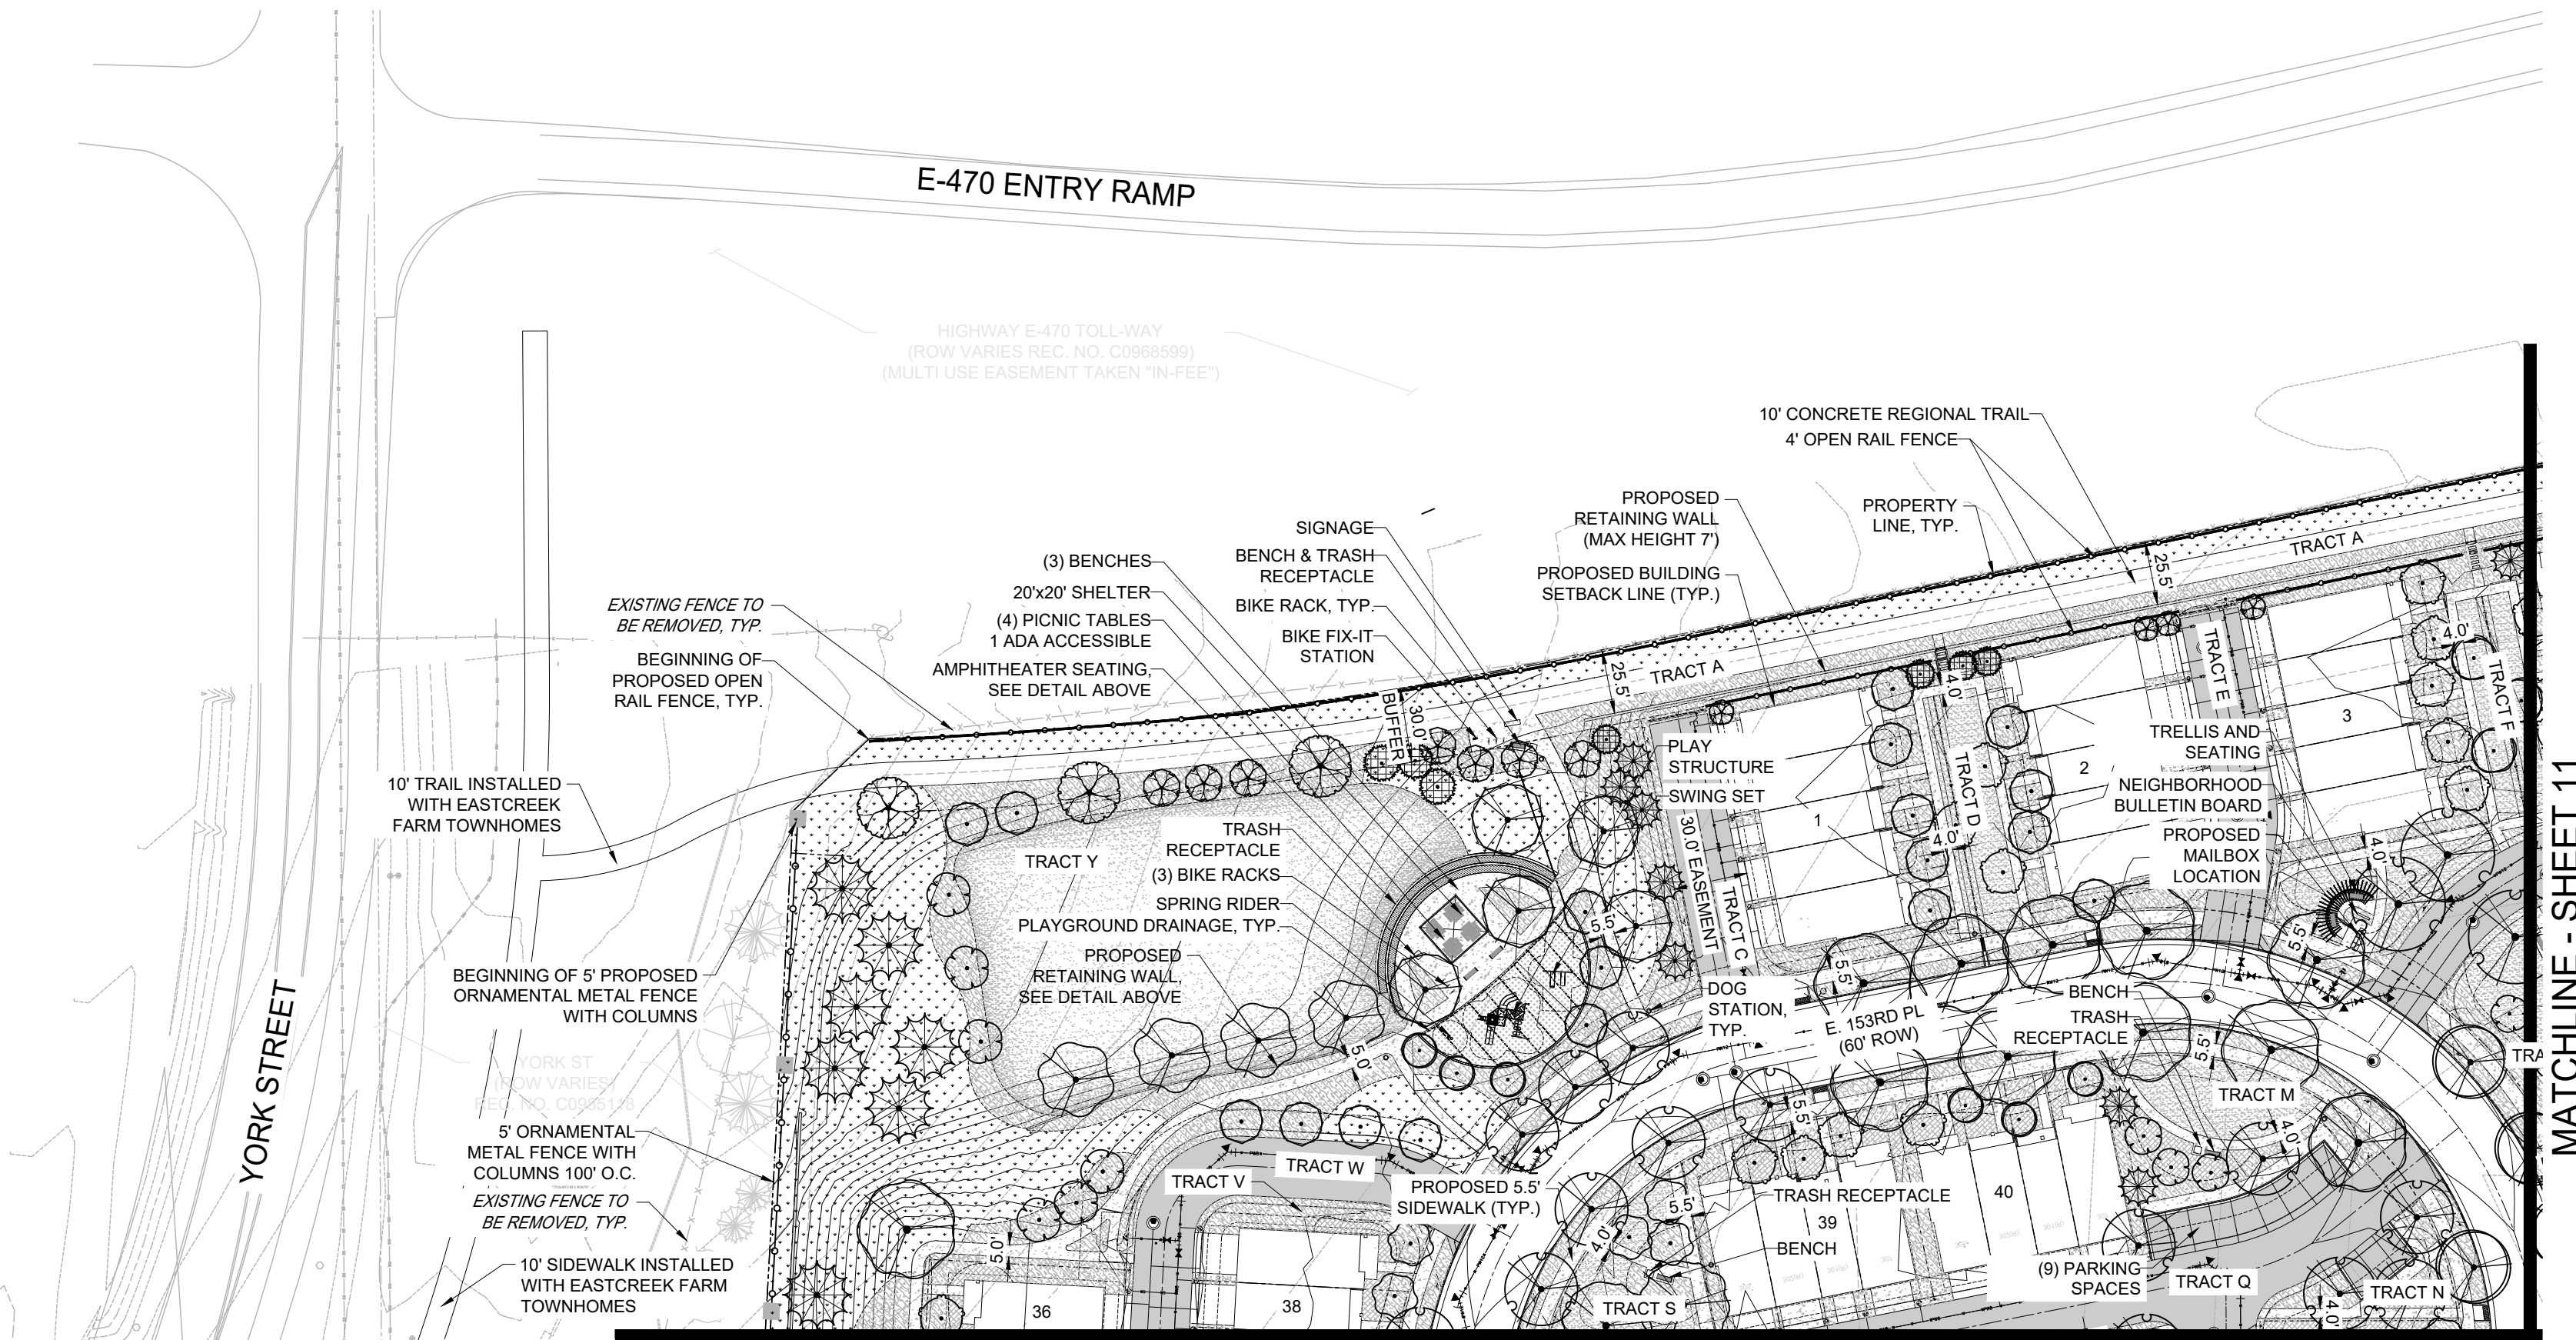 E-470 ENTRY RAMP
HIGHWAY E-470 TOLL-WAY
(ROW VARIES REC. NO. C0968599)
(MULTI USE EASEMENT TAKEN "IN-FEE")
10' CONCRETE REGIONAL TRAIL
4' OPEN RAIL FENCE
PROPERTY
LINE, TYP.
PROPOSED
RETAINING WALL
(MAX HEIGHT 7')
PROPOSED BUILDING
SETBACK LINE (TYP.)
SIGNAGE
BENCH & TRASH
RECEPTACLE
BIKE RACK, TYP.
BIKE FIX-IT
STATION
(3) BENCHES
20'x20' SHELTER
(4) PICNIC TABLES
1 ADA ACCESSIBLE
AMPHITHEATER SEATING,
SEE DETAIL ABOVE
EXISTING FENCE TO
BE REMOVED, TYP.
BEGINNING OF
PROPOSED OPEN
RAIL FENCE, TYP.
10' TRAIL INSTALLED
WITH EASTCREEK
FARM TOWNHOMES
BEGINNING OF 5' PROPOSED
ORNAMENTAL METAL FENCE
WITH COLUMNS
YORK STREET
YORK ST
(ROW VARIES)
REC. NO. C0955118
5' ORNAMENTAL
METAL FENCE WITH
COLUMNS 100' O.C.
EXISTING FENCE TO
BE REMOVED, TYP.
10' SIDEWALK INSTALLED
WITH EASTCREEK FARM
TOWNHOMES
TRACT Y
TRASH
RECEPTACLE
(3) BIKE RACKS
SPRING RIDER
PLAYGROUND DRAINAGE, TYP.
PROPOSED
RETAINING WALL,
SEE DETAIL ABOVE
BUFFER
30.0'
25.5'
TRACT A
TRACT A
25.5'
PLAY
STRUCTURE
SWING SET
30.0' EASEMENT
TRACT C
1
4.0'
TRACT D
4.0'
2
TRACT E
3
4.0'
TRACT F
TRELLIS AND
SEATING
NEIGHBORHOOD
BULLETIN BOARD
PROPOSED
MAILBOX
LOCATION
4.0'
5.5'
5.5'
5.5'
DOG
STATION,
TYP.
E. 153RD PL
(60' ROW)
BENCH
TRASH
RECEPTACLE
5.5'
TRACT M
4.0'
TRA
MATCHLINE - SHEET 11
5.0'
TRACT W
TRACT V
PROPOSED 5.5'
SIDEWALK (TYP.)
5.5'
5.5'
4.0'
TRASH RECEPTACLE
39
BENCH
40
(9) PARKING
SPACES
TRACT Q
TRACT N
4.0'
TRACT S
5.0'
36
38